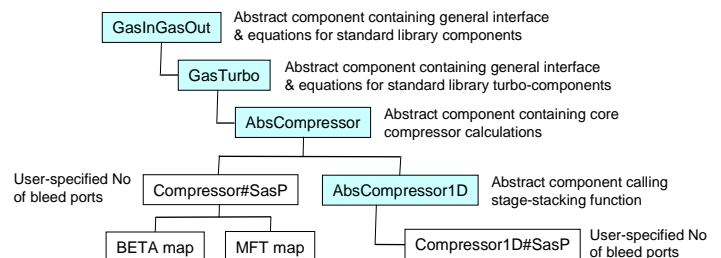 GasInGasOut
Abstract component containing general interface
& equations for standard library components
GasTurbo
Abstract component containing general interface
& equations for standard library turbo-components
AbsCompressor
Abstract component containing core
compressor calculations
User-specified No
of bleed ports
Compressor#SasP
AbsCompressor1D
Abstract component calling
stage-stacking function
BETA map
MFT map
Compressor1D#SasP
User-specified No
of bleed ports